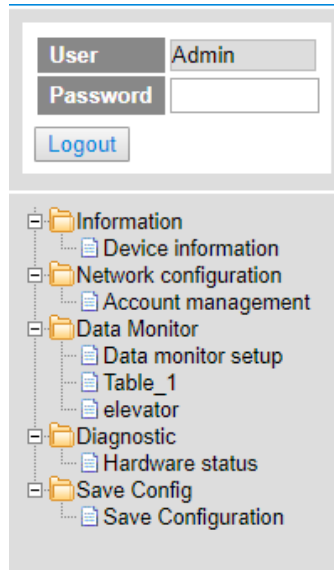 User Admin
Password
Logout
Information
Device information
Network configuration
Account management
Data Monitor
Data monitor setup
Table_1
elevator
Diagnostic
Hardware status
Save Config
Save Configuration